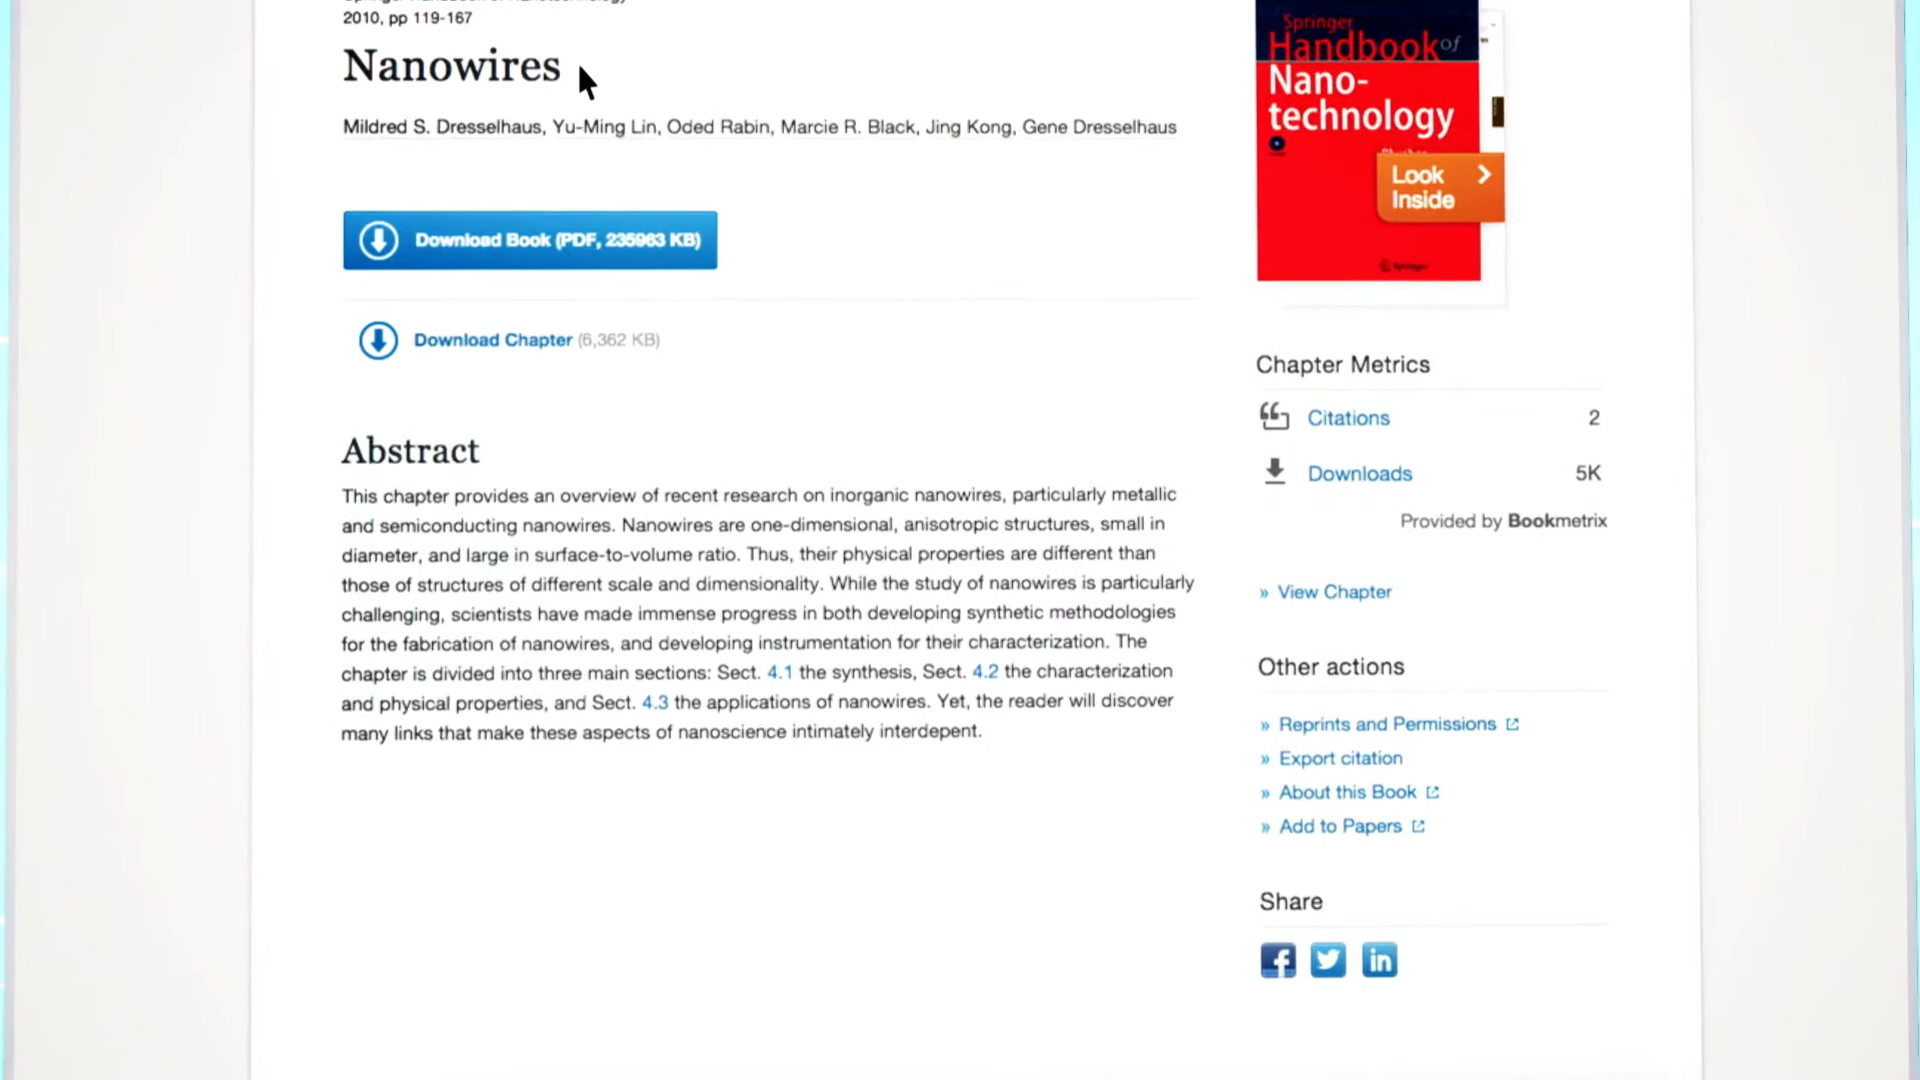 2010, pp 119-167
Nanowires
Mildred S. Dresselhaus, Yu-Ming Lin, Oded Rabin, Marcie R. Black, Jing Kong, Gene Dresselhaus
Download Book (PDF, 235963 KB)
Download Chapter (6,362 KB)
Abstract
This chapter provides an overview of recent research on inorganic nanowires, particularly metallic
and semiconducting nanowires. Nanowires are one-dimensional, anisotropic structures, small in
diameter, and large in surface-to-volume ratio. Thus, their physical properties are different than
those of structures of different scale and dimensionality. While the study of nanowires is particularly
challenging, scientists have made immense progress in both developing synthetic methodologies
for the fabrication of nanowires, and developing instrumentation for their characterization. The
chapter is divided into three main sections: Sect. 4.1 the synthesis, Sect. 4.2 the characterization
and physical properties, and Sect. 4.3 the applications of nanowires. Yet, the reader will discover
many links that make these aspects of nanoscience intimately interdepent.
Springer
Handbook of
Nano-
technology
Look
Inside
Springer
Chapter Metrics
Citations 2
Downloads 5K
Provided by Bookmetrix
» View Chapter
Other actions
» Reprints and Permissions
» Export citation
» About this Book
» Add to Papers
Share